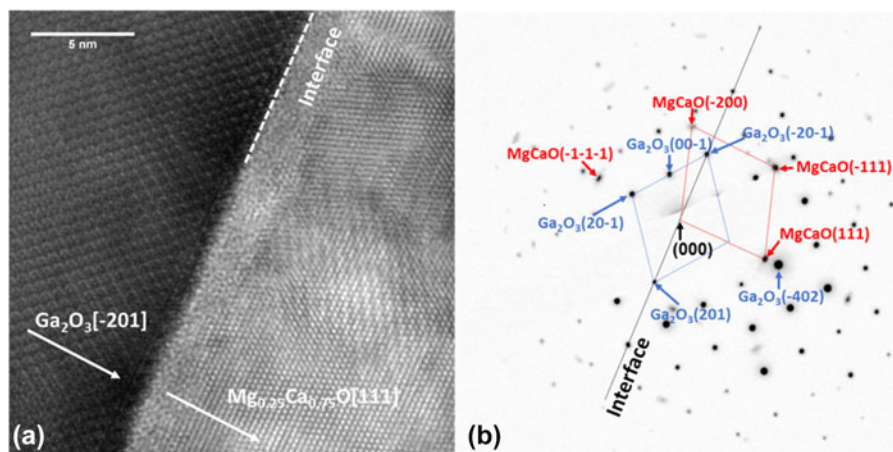 5 nm
Interface
Ga₂O₃[-201]
Mg₀.₂₅Ca₀.₇₅O[111]
(a)
MgCaO(-200)
Ga₂O₃(-20-1)
Ga₂O₃(00-1)
MgCaO(-1-1-1)
MgCaO(-111)
Ga₂O₃(20-1)
MgCaO(111)
(000)
Ga₂O₃(-402)
Ga₂O₃(201)
Interface
(b)